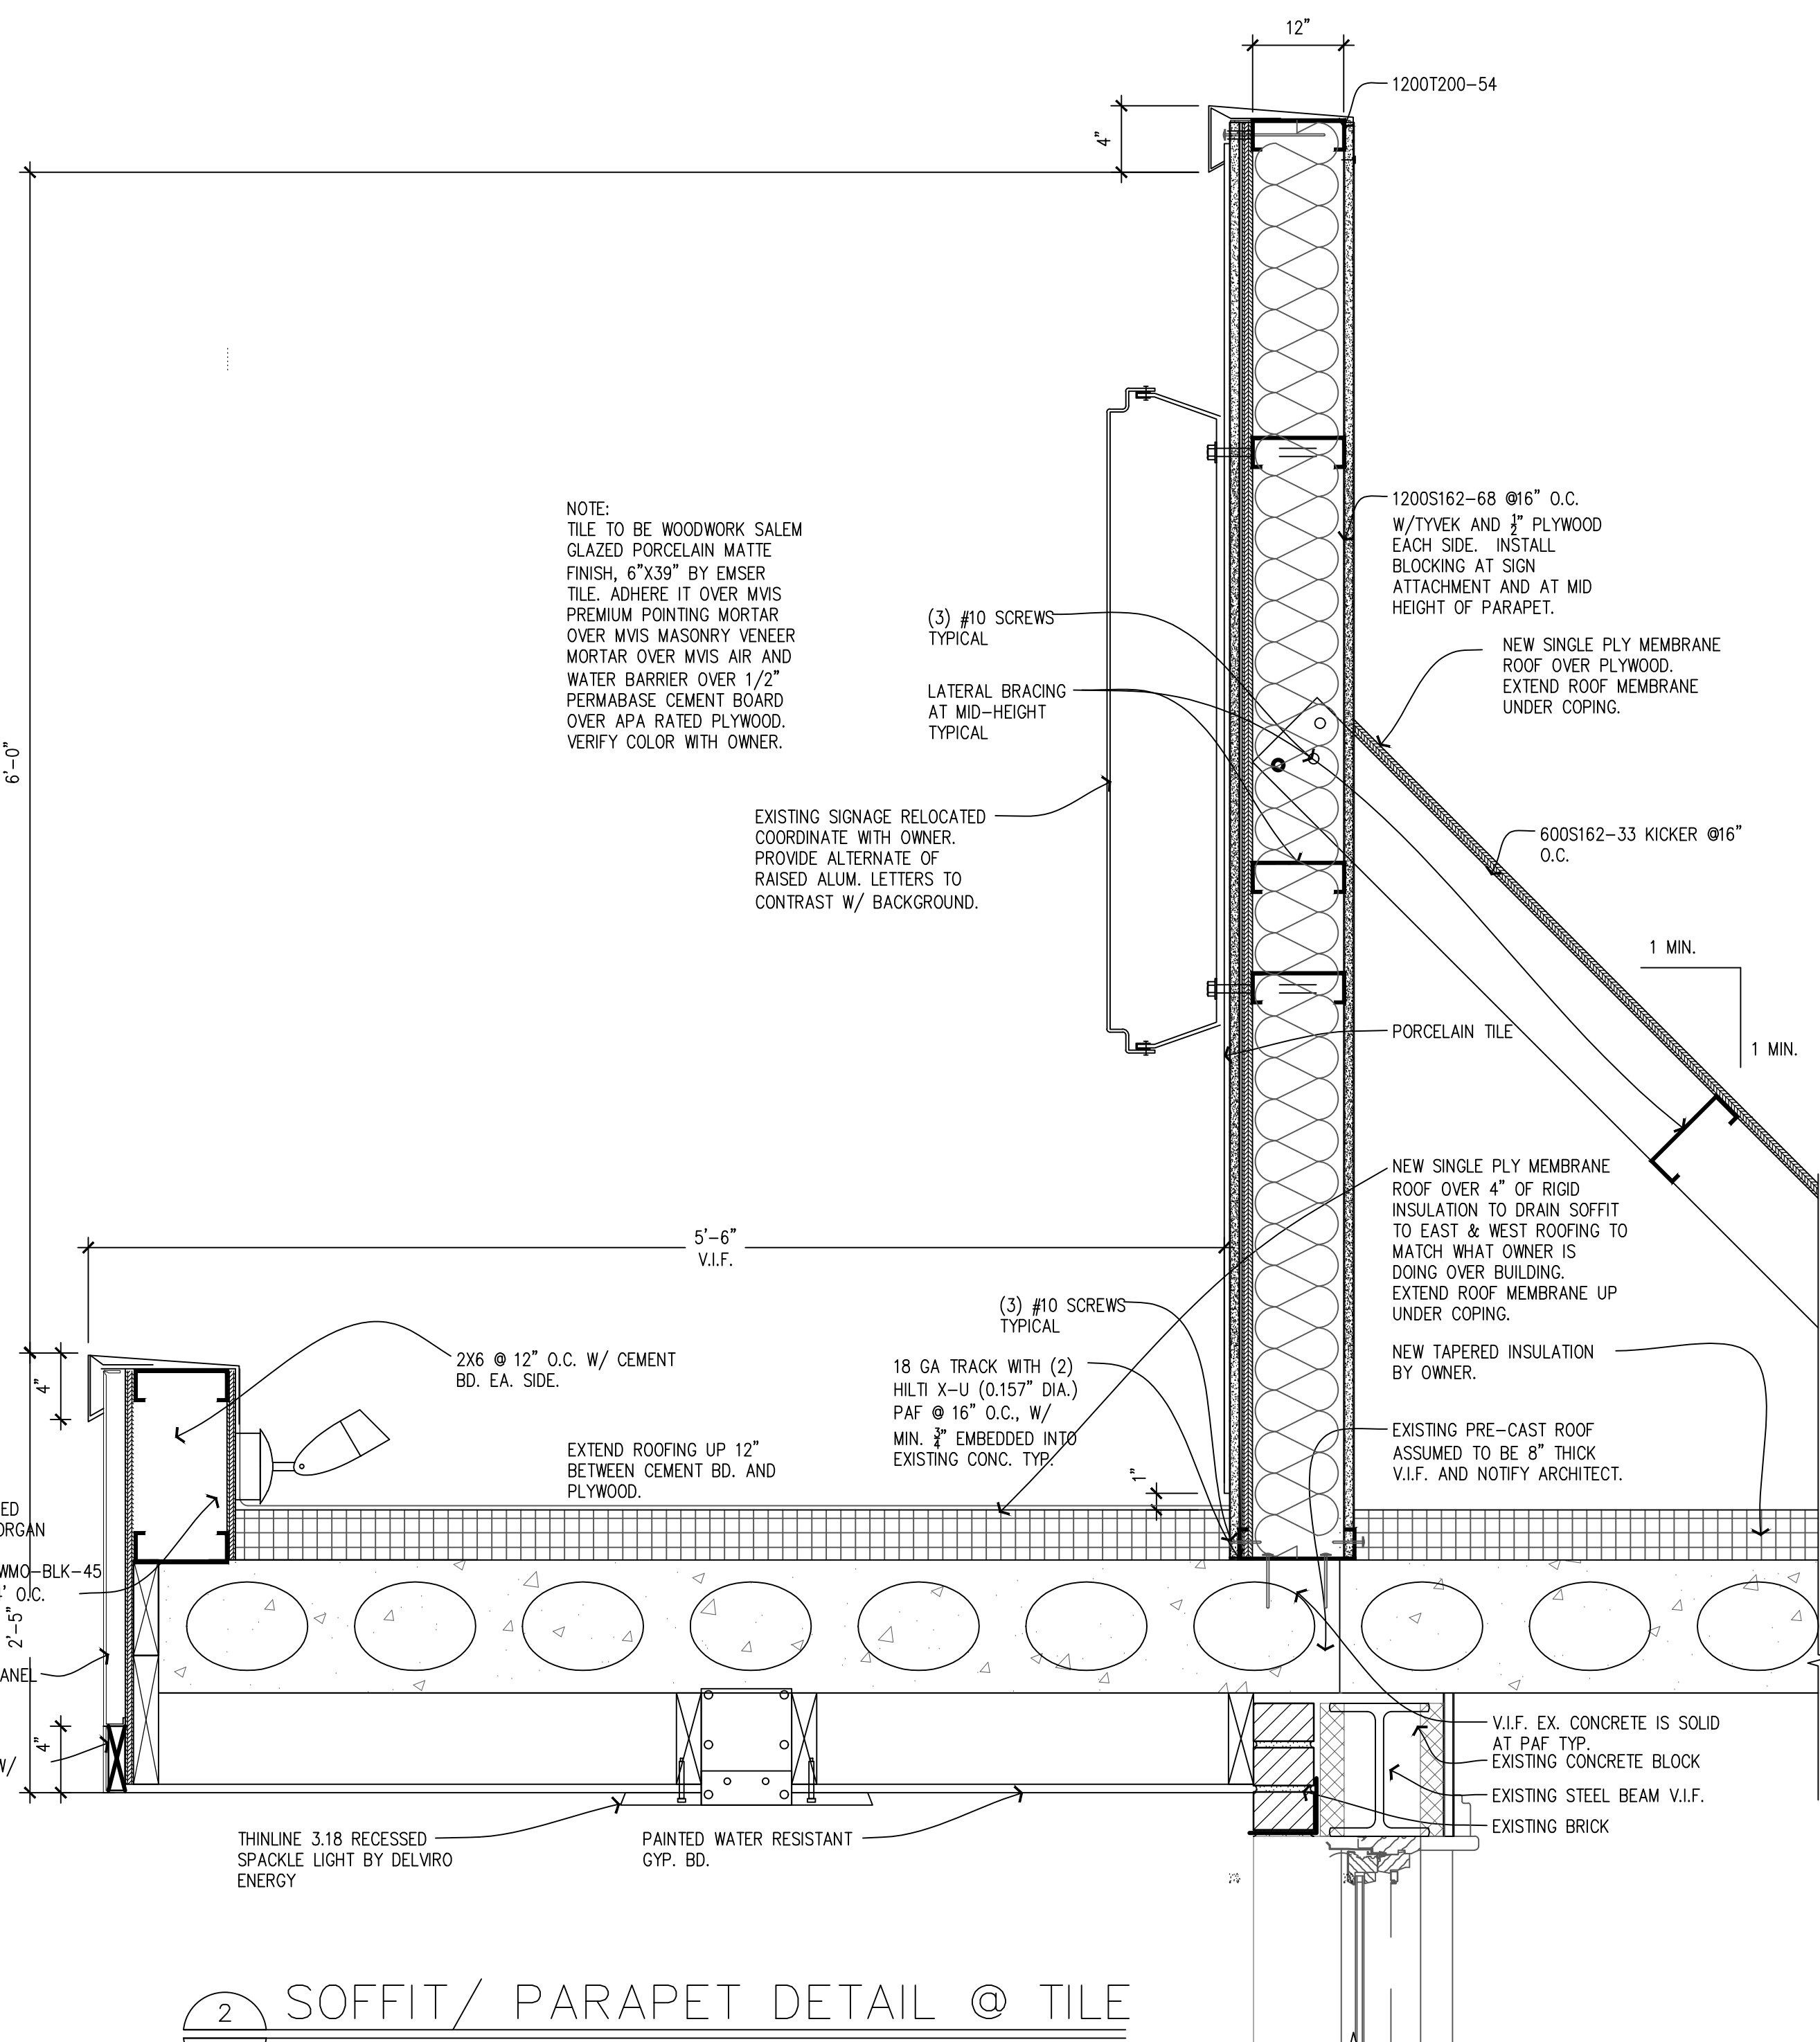 12"
1200T200-54
4"
6'-0"
NOTE:
TILE TO BE WOODWORK SALEM
GLAZED PORCELAIN MATTE
FINISH, 6"X39" BY EMSER
TILE. ADHERE IT OVER MVIS
PREMIUM POINTING MORTAR
OVER MVIS MASONRY VENEER
MORTAR OVER MVIS AIR AND
WATER BARRIER OVER 1/2"
PERMABASE CEMENT BOARD
OVER APA RATED PLYWOOD.
VERIFY COLOR WITH OWNER.
1200S162-68 @16" O.C.
W/TYVEK AND 1/2" PLYWOOD
EACH SIDE. INSTALL
BLOCKING AT SIGN
ATTACHMENT AND AT MID
HEIGHT OF PARAPET.
(3) #10 SCREWS
TYPICAL
NEW SINGLE PLY MEMBRANE
ROOF OVER PLYWOOD.
EXTEND ROOF MEMBRANE
UNDER COPING.
LATERAL BRACING
AT MID-HEIGHT
TYPICAL
EXISTING SIGNAGE RELOCATED
COORDINATE WITH OWNER.
PROVIDE ALTERNATE OF
RAISED ALUM. LETTERS TO
CONTRAST W/ BACKGROUND.
600S162-33 KICKER @16"
O.C.
1 MIN.
1 MIN.
PORCELAIN TILE
NEW SINGLE PLY MEMBRANE
ROOF OVER 4" OF RIGID
INSULATION TO DRAIN SOFFIT
TO EAST & WEST ROOFING TO
MATCH WHAT OWNER IS
DOING OVER BUILDING.
EXTEND ROOF MEMBRANE UP
UNDER COPING.
5'-6"
V.I.F.
(3) #10 SCREWS
TYPICAL
18 GA TRACK WITH (2)
HILTI X-U (0.157" DIA.)
PAF @ 16" O.C., W/
MIN. 3/4" EMBEDDED INTO
EXISTING CONC. TYP.
NEW TAPERED INSULATION
BY OWNER.
2X6 @ 12" O.C. W/ CEMENT
BD. EA. SIDE.
4"
EXTEND ROOFING UP 12"
BETWEEN CEMENT BD. AND
PLYWOOD.
1"
EXISTING PRE-CAST ROOF
ASSUMED TO BE 8" THICK
V.I.F. AND NOTIFY ARCHITECT.
ED
ORGAN
WMO-BLK-45
' O.C.
2'-5"
ANEL
4"
W/
V.I.F. EX. CONCRETE IS SOLID
AT PAF TYP.
EXISTING CONCRETE BLOCK
EXISTING STEEL BEAM V.I.F.
EXISTING BRICK
THINLINE 3.18 RECESSED
SPACKLE LIGHT BY DELVIRO
ENERGY
PAINTED WATER RESISTANT
GYP. BD.
2 SOFFIT/ PARAPET DETAIL @ TILE